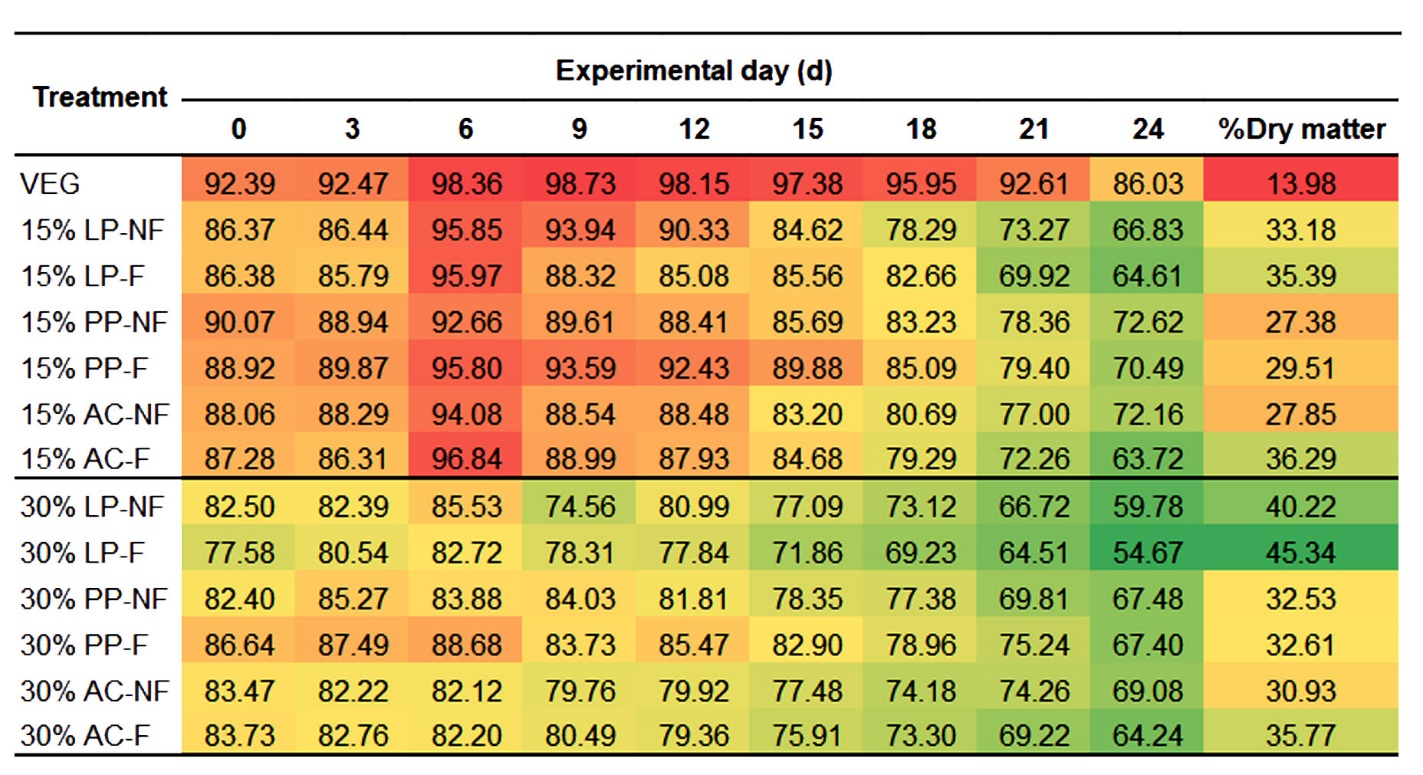 Experimental day (d)
Treatment
0 3 6 9 12 15 18 21 24 %Dry matter
VEG 92.39 92.47 98.36 98.73 98.15 97.38 95.95 92.61 86.03 13.98
15% LP-NF 86.37 86.44 95.85 93.94 90.33 84.62 78.29 73.27 66.83 33.18
15% LP-F 86.38 85.79 95.97 88.32 85.08 85.56 82.66 69.92 64.61 35.39
15% PP-NF 90.07 88.94 92.66 89.61 88.41 85.69 83.23 78.36 72.62 27.38
15% PP-F 88.92 89.87 95.80 93.59 92.43 89.88 85.09 79.40 70.49 29.51
15% AC-NF 88.06 88.29 94.08 88.54 88.48 83.20 80.69 77.00 72.16 27.85
15% AC-F 87.28 86.31 96.84 88.99 87.93 84.68 79.29 72.26 63.72 36.29
30% LP-NF 82.50 82.39 85.53 74.56 80.99 77.09 73.12 66.72 59.78 40.22
30% LP-F 77.58 80.54 82.72 78.31 77.84 71.86 69.23 64.51 54.67 45.34
30% PP-NF 82.40 85.27 83.88 84.03 81.81 78.35 77.38 69.81 67.48 32.53
30% PP-F 86.64 87.49 88.68 83.73 85.47 82.90 78.96 75.24 67.40 32.61
30% AC-NF 83.47 82.22 82.12 79.76 79.92 77.48 74.18 74.26 69.08 30.93
30% AC-F 83.73 82.76 82.20 80.49 79.36 75.91 73.30 69.22 64.24 35.77